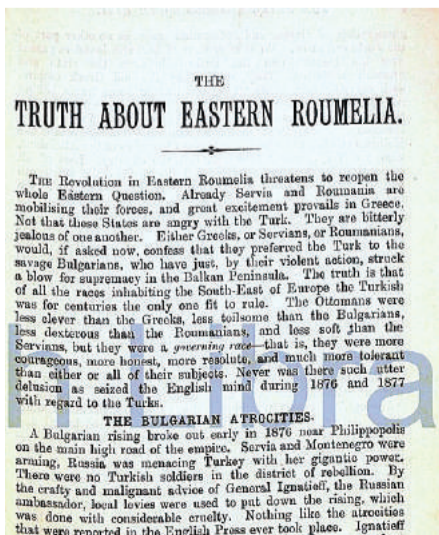 THE
TRUTH ABOUT EASTERN ROUMELIA.
THE Revolution in Eastern Roumelia threatens to reopen the
whole Eastern Question. Already Servia and Roumania are
mobilising their forces, and great excitement prevails in Greece.
Not that these States are angry with the Turk. They are bitterly
jealous of one another. Either Greeks, or Servians, or Roumanians,
would, if asked now, confess that they preferred the Turk to the
savage Bulgarians, who have just, by their violent action, struck
a blow for supremacy in the Balkan Peninsula. The truth is that
of all the races inhabiting the South-East of Europe the Turkish
was for centuries the only one fit to rule. The Ottomans were
less clever than the Greeks, less toilsome than the Bulgarians,
less dexterous than the Roumanians, and less soft than the
Servians, but they were a governing race—that is, they were more
courageous, more honest, more resolute, and much more tolerant
than either or all of their subjects. Never was there such utter
delusion as seized the English mind during 1876 and 1877
with regard to the Turks.
THE BULGARIAN ATROCITIES.
A Bulgarian rising broke out early in 1876 near Philippopolis
on the main high road of the empire. Servia and Montenegro were
arming, Russia was menacing Turkey with her gigantic power.
There were no Turkish soldiers in the district of rebellion. By
the crafty and malignant advice of General Ignatieff, the Russian
ambassador, local levies were used to put down the rising, which
was done with considerable cruelty. Nothing like the atrocities
that were reported in the English Press ever took place. Ignatieff